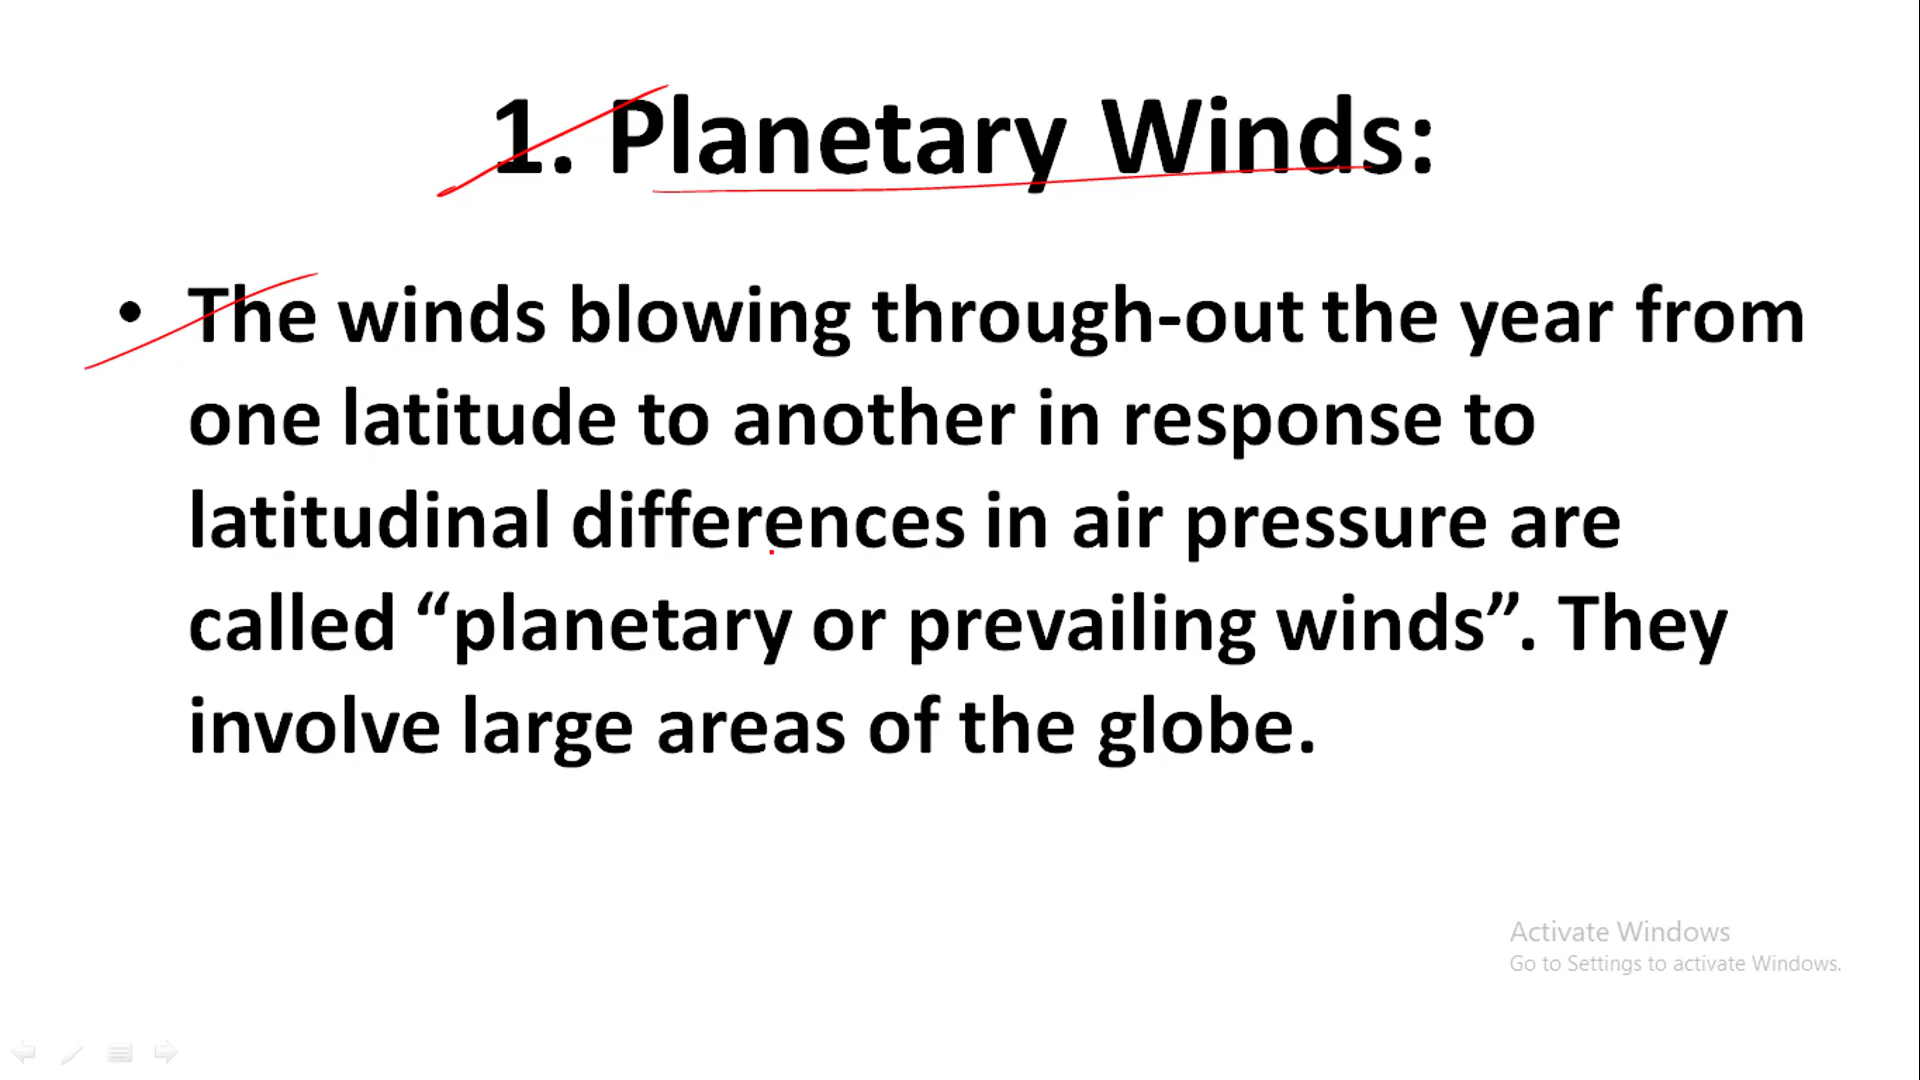 1. Planetary Winds:
• The winds blowing through-out the year from
one latitude to another in response to
latitudinal differences in air pressure are
called “planetary or prevailing winds”. They
involve large areas of the globe.
Activate Windows
Go to Settings to activate Windows.